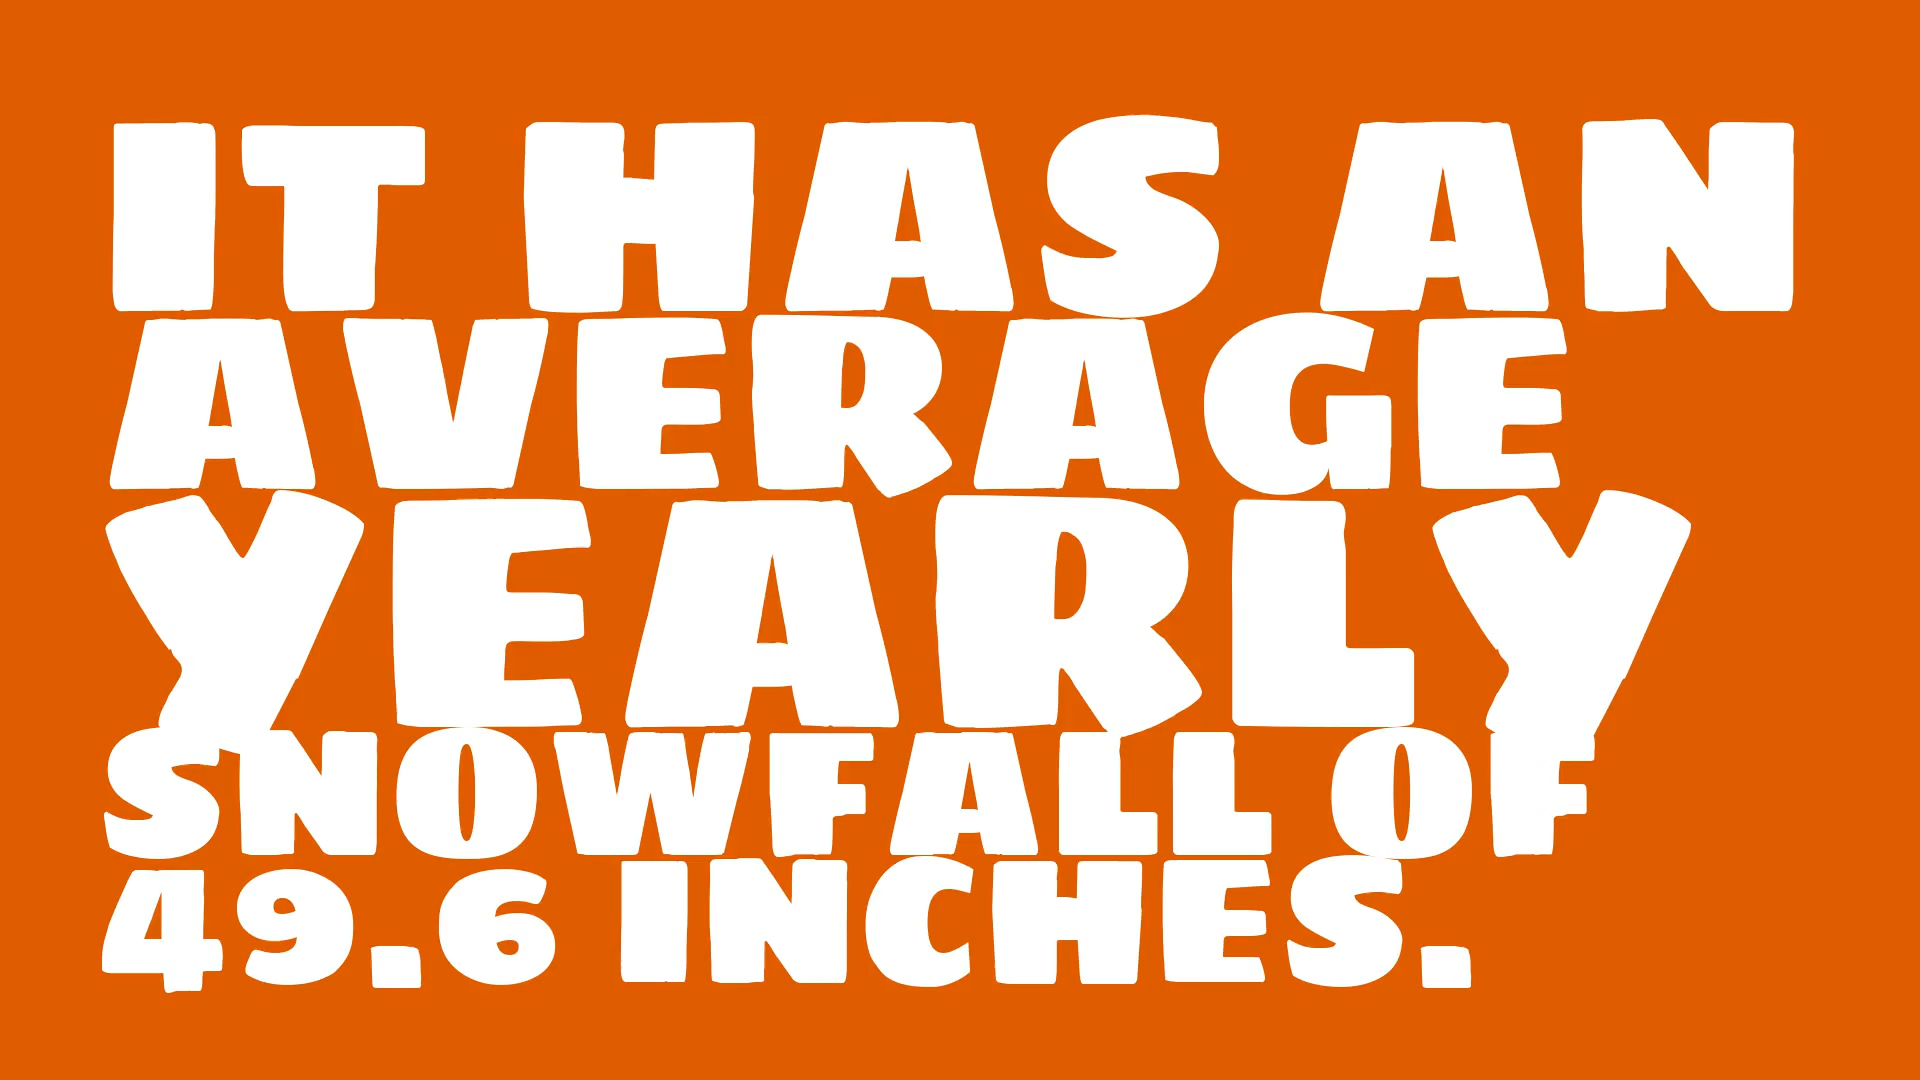 IT HAS AN
AVERAGE
YEARLY
SNOWFALL OF
49.6 INCHES.